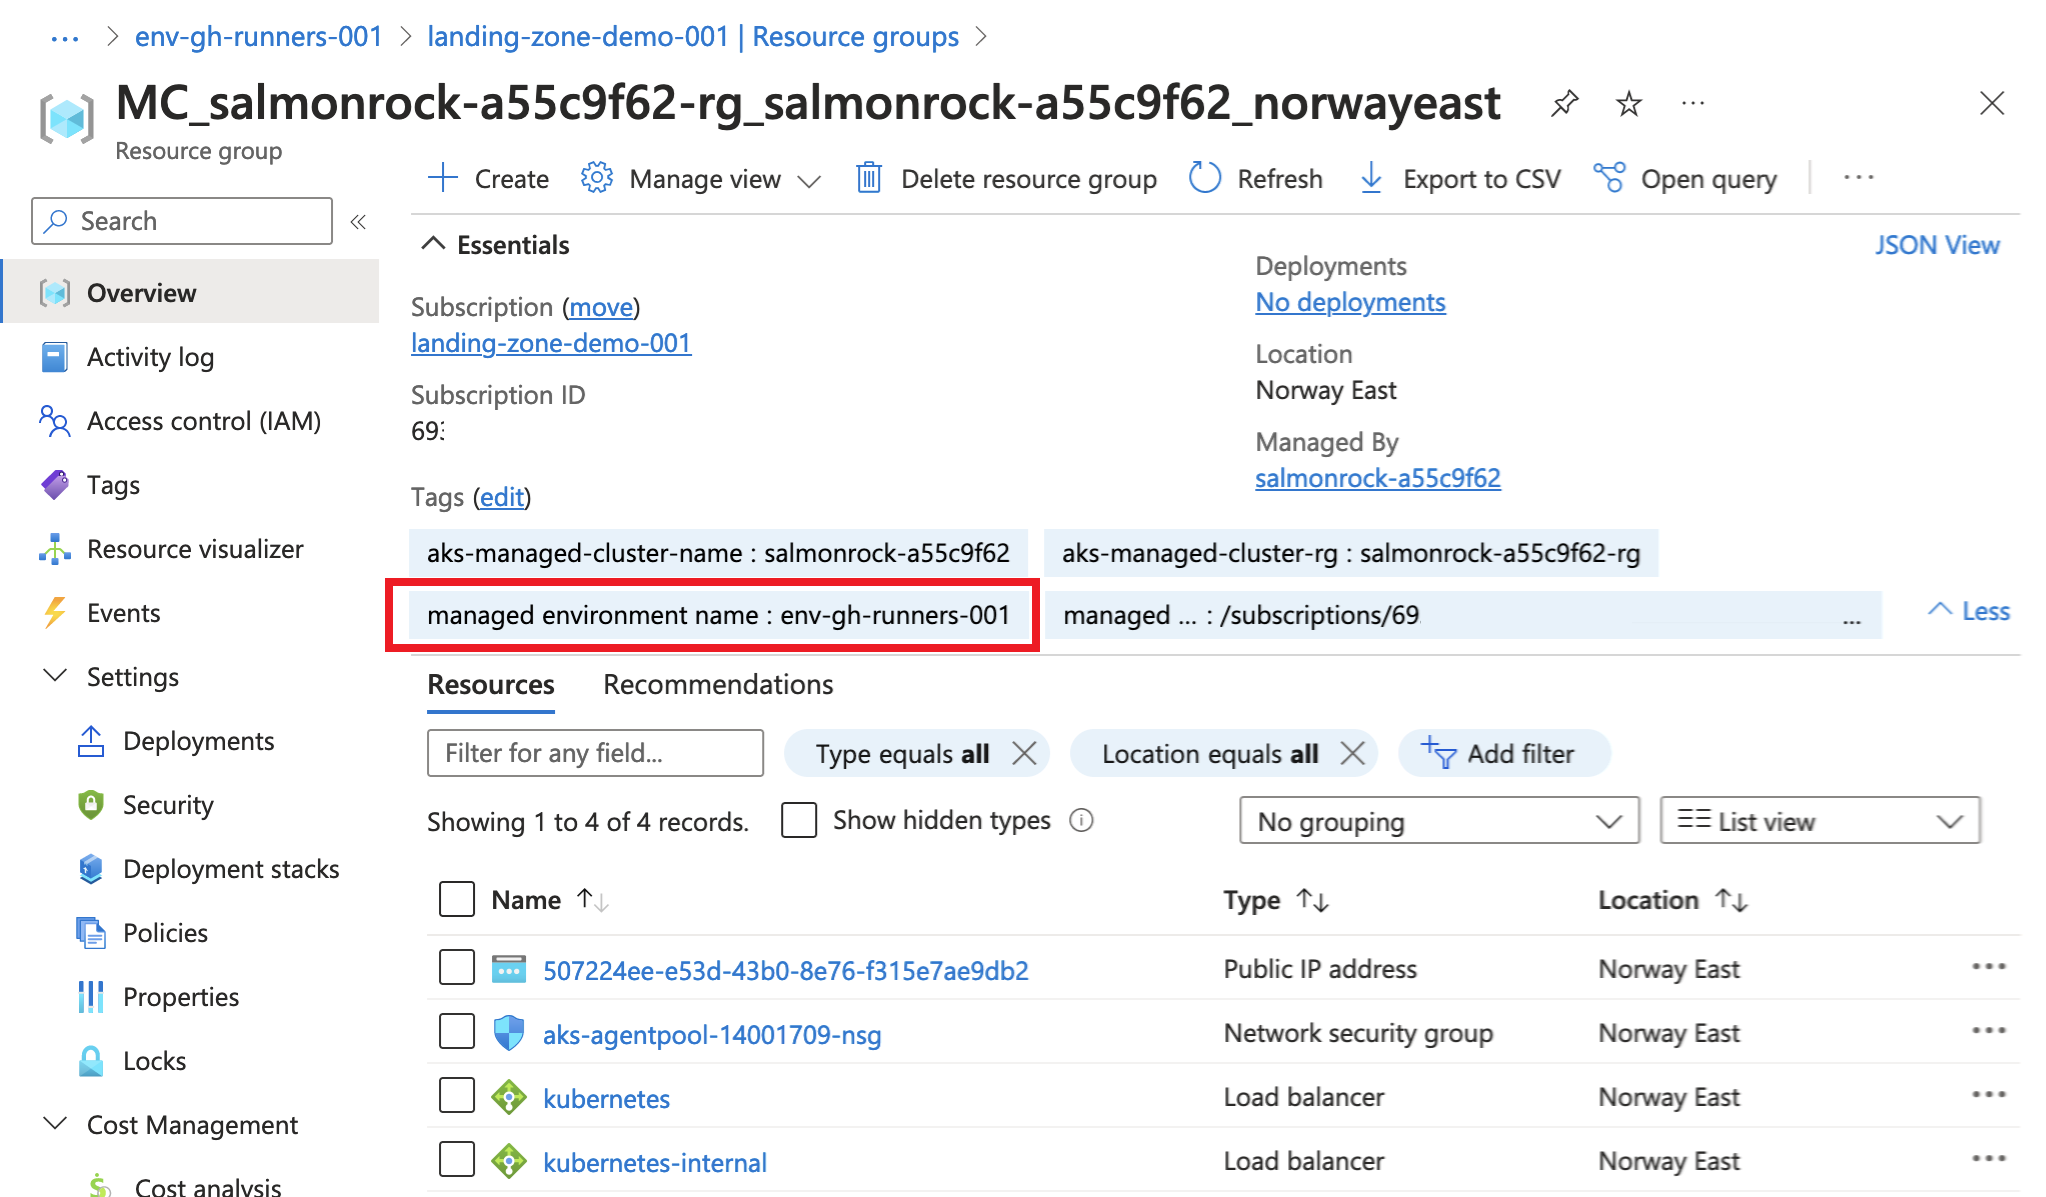 ... > env-gh-runners-001 > landing-zone-demo-001 | Resource groups >
MC_salmonrock-a55c9f62-rg_salmonrock-a55c9f62_norwayeast
Resource group
Search
Overview
Activity log
Access control (IAM)
Tags
Resource visualizer
Events
Settings
Deployments
Security
Deployment stacks
Policies
Properties
Locks
Cost Management
Cost analysis
Create Manage view Delete resource group Refresh Export to CSV Open query ...
Essentials
JSON View
Subscription (move)
landing-zone-demo-001
Subscription ID
693
Deployments
No deployments
Location
Norway East
Managed By
salmonrock-a55c9f62
Tags (edit)
aks-managed-cluster-name : salmonrock-a55c9f62 aks-managed-cluster-rg : salmonrock-a55c9f62-rg
managed environment name : env-gh-runners-001 managed ... : /subscriptions/69 ... Less
Resources Recommendations
Filter for any field... Type equals all Location equals all Add filter
Showing 1 to 4 of 4 records. Show hidden types No grouping List view
Name Type Location
507224ee-e53d-43b0-8e76-f315e7ae9db2 Public IP address Norway East ...
aks-agentpool-14001709-nsg Network security group Norway East ...
kubernetes Load balancer Norway East ...
kubernetes-internal Load balancer Norway East ...